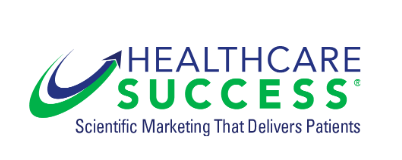 HEALTHCARE
SUCCESS®
Scientific Marketing That Delivers Patients